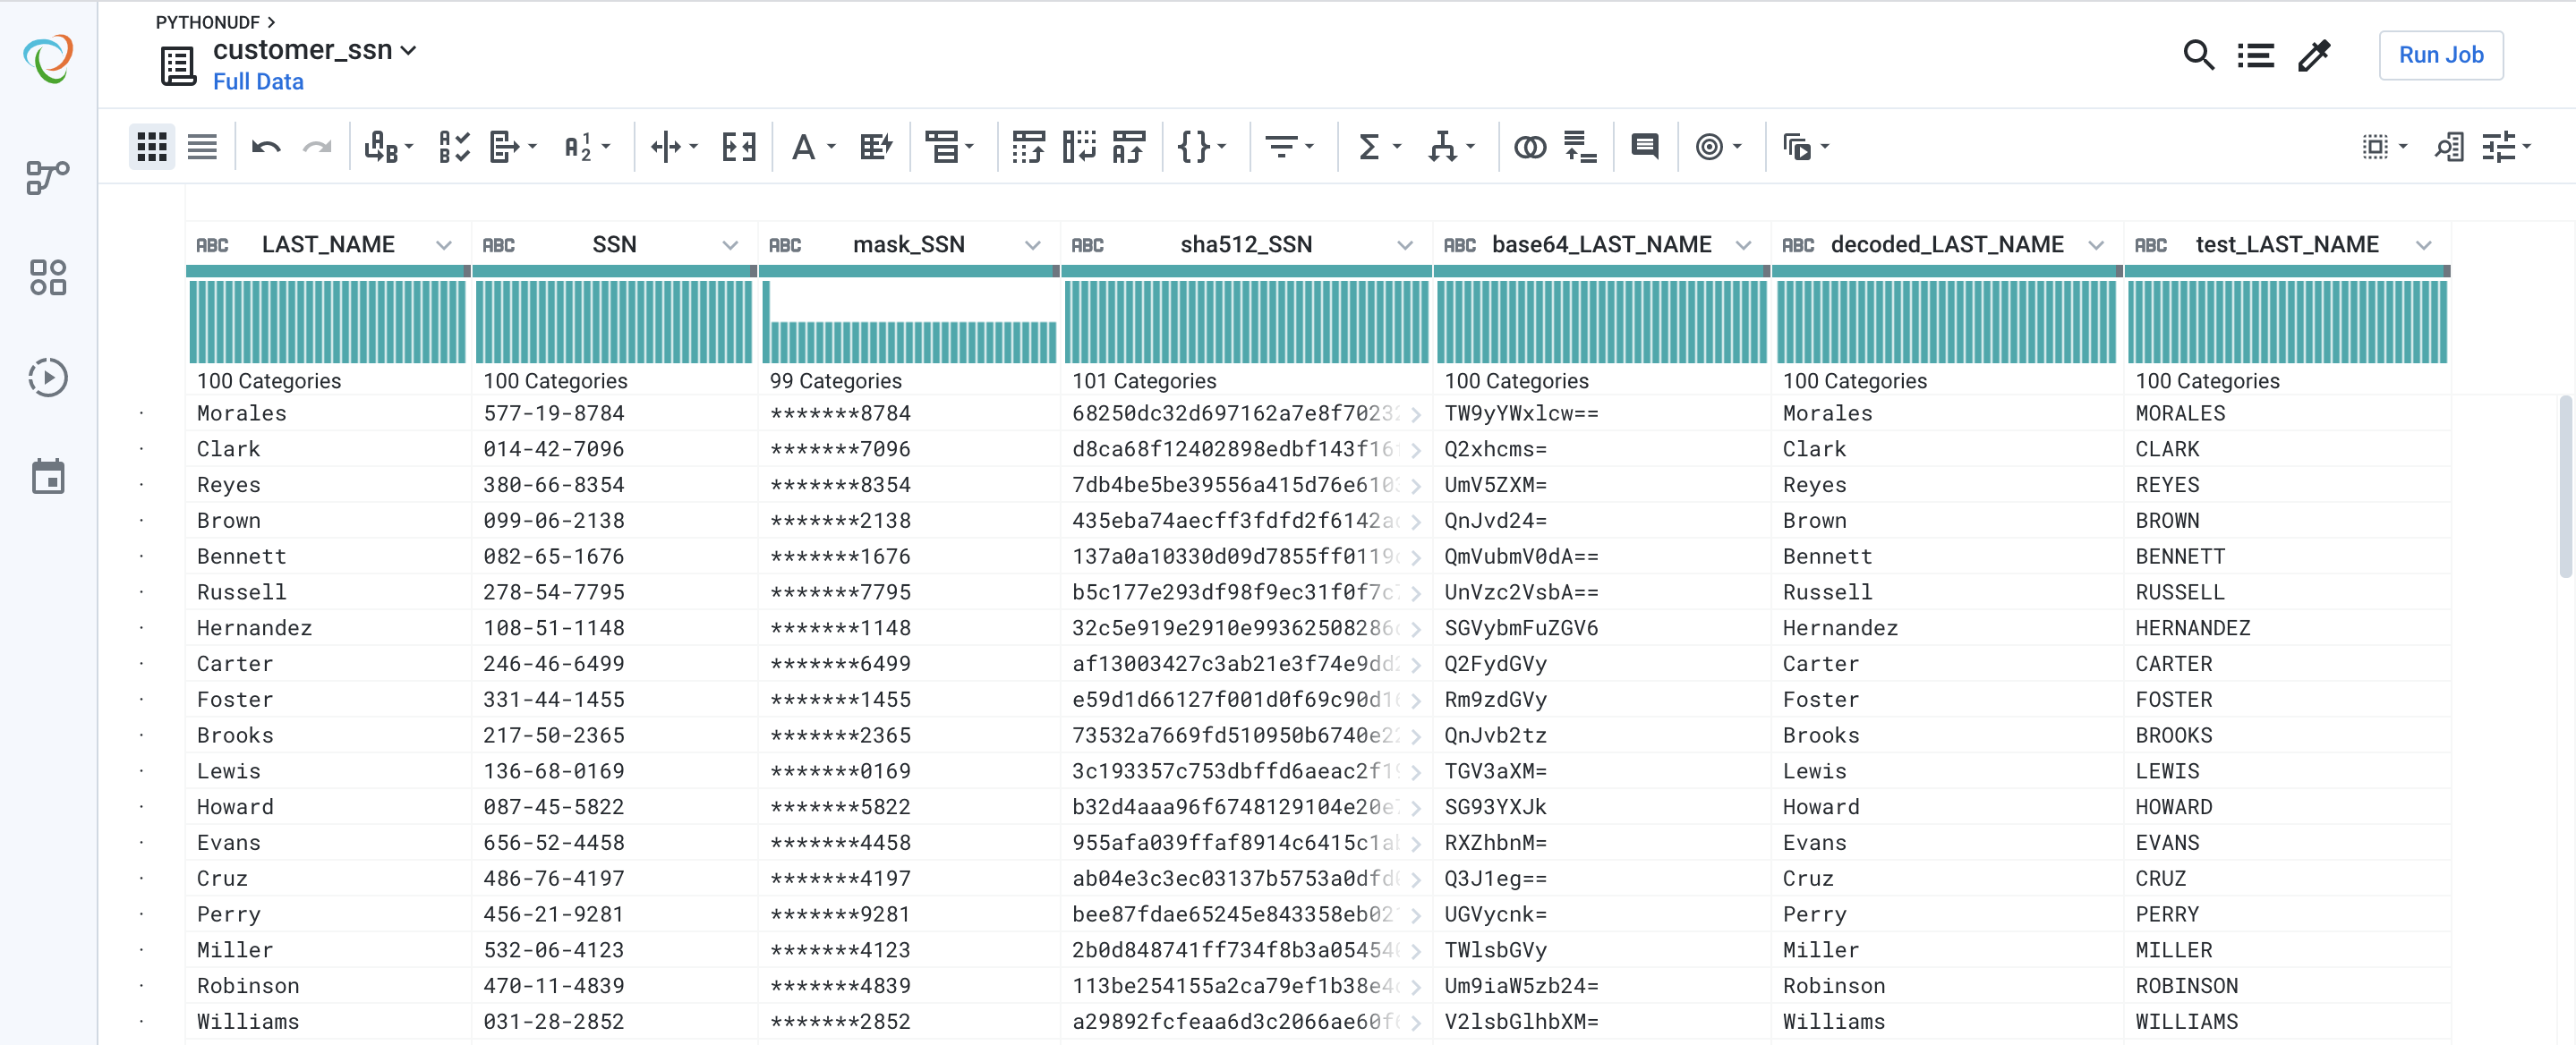 PYTHONUDF >
customer_ssn
Full Data
Run Job
ABC LAST_NAME ABC SSN ABC mask_SSN ABC sha512_SSN ABC base64_LAST_NAME ABC decoded_LAST_NAME ABC test_LAST_NAME
100 Categories 100 Categories 99 Categories 101 Categories 100 Categories 100 Categories 100 Categories
Morales 577-19-8784 *******8784 68250dc32d697162a7e8f7023 TW9yYWxlcw== Morales MORALES
Clark 014-42-7096 *******7096 d8ca68f12402898edbf143f16 Q2xhcms= Clark CLARK
Reyes 380-66-8354 *******8354 7db4be5be39556a415d76e610 UmV5ZXM= Reyes REYES
Brown 099-06-2138 *******2138 435eba74aecff3fdfd2f6142a QnJvd24= Brown BROWN
Bennett 082-65-1676 *******1676 137a0a10330d09d7855ff0119 QmVubmV0dA== Bennett BENNETT
Russell 278-54-7795 *******7795 b5c177e293df98f9ec31f0f7c UnVzc2VsbA== Russell RUSSELL
Hernandez 108-51-1148 *******1148 32c5e919e2910e99362508286 SGVybmFuZGV6 Hernandez HERNANDEZ
Carter 246-46-6499 *******6499 af13003427c3ab21e3f74e9dd Q2FydGVy Carter CARTER
Foster 331-44-1455 *******1455 e59d1d66127f001d0f69c90d1 Rm9zdGVy Foster FOSTER
Brooks 217-50-2365 *******2365 73532a7669fd510950b6740e2 QnJvb2tz Brooks BROOKS
Lewis 136-68-0169 *******0169 3c193357c753dbffd6aeac2f1 TGV3aXM= Lewis LEWIS
Howard 087-45-5822 *******5822 b32d4aaa96f6748129104e20e SG93YXJk Howard HOWARD
Evans 656-52-4458 *******4458 955afa039ffaf8914c6415c1a RXZhbnM= Evans EVANS
Cruz 486-76-4197 *******4197 ab04e3c3ec03137b5753a0dfd Q3J1eg== Cruz CRUZ
Perry 456-21-9281 *******9281 bee87fdae65245e843358eb02 UGVycnk= Perry PERRY
Miller 532-06-4123 *******4123 2b0d848741ff734f8b3a05454 TWlsbGVy Miller MILLER
Robinson 470-11-4839 *******4839 113be254155a2ca79ef1b38e4 Um9iaW5zb24= Robinson ROBINSON
Williams 031-28-2852 *******2852 a29892fcfeaa6d3c2066ae60f V2lsbGlhbXM= Williams WILLIAMS